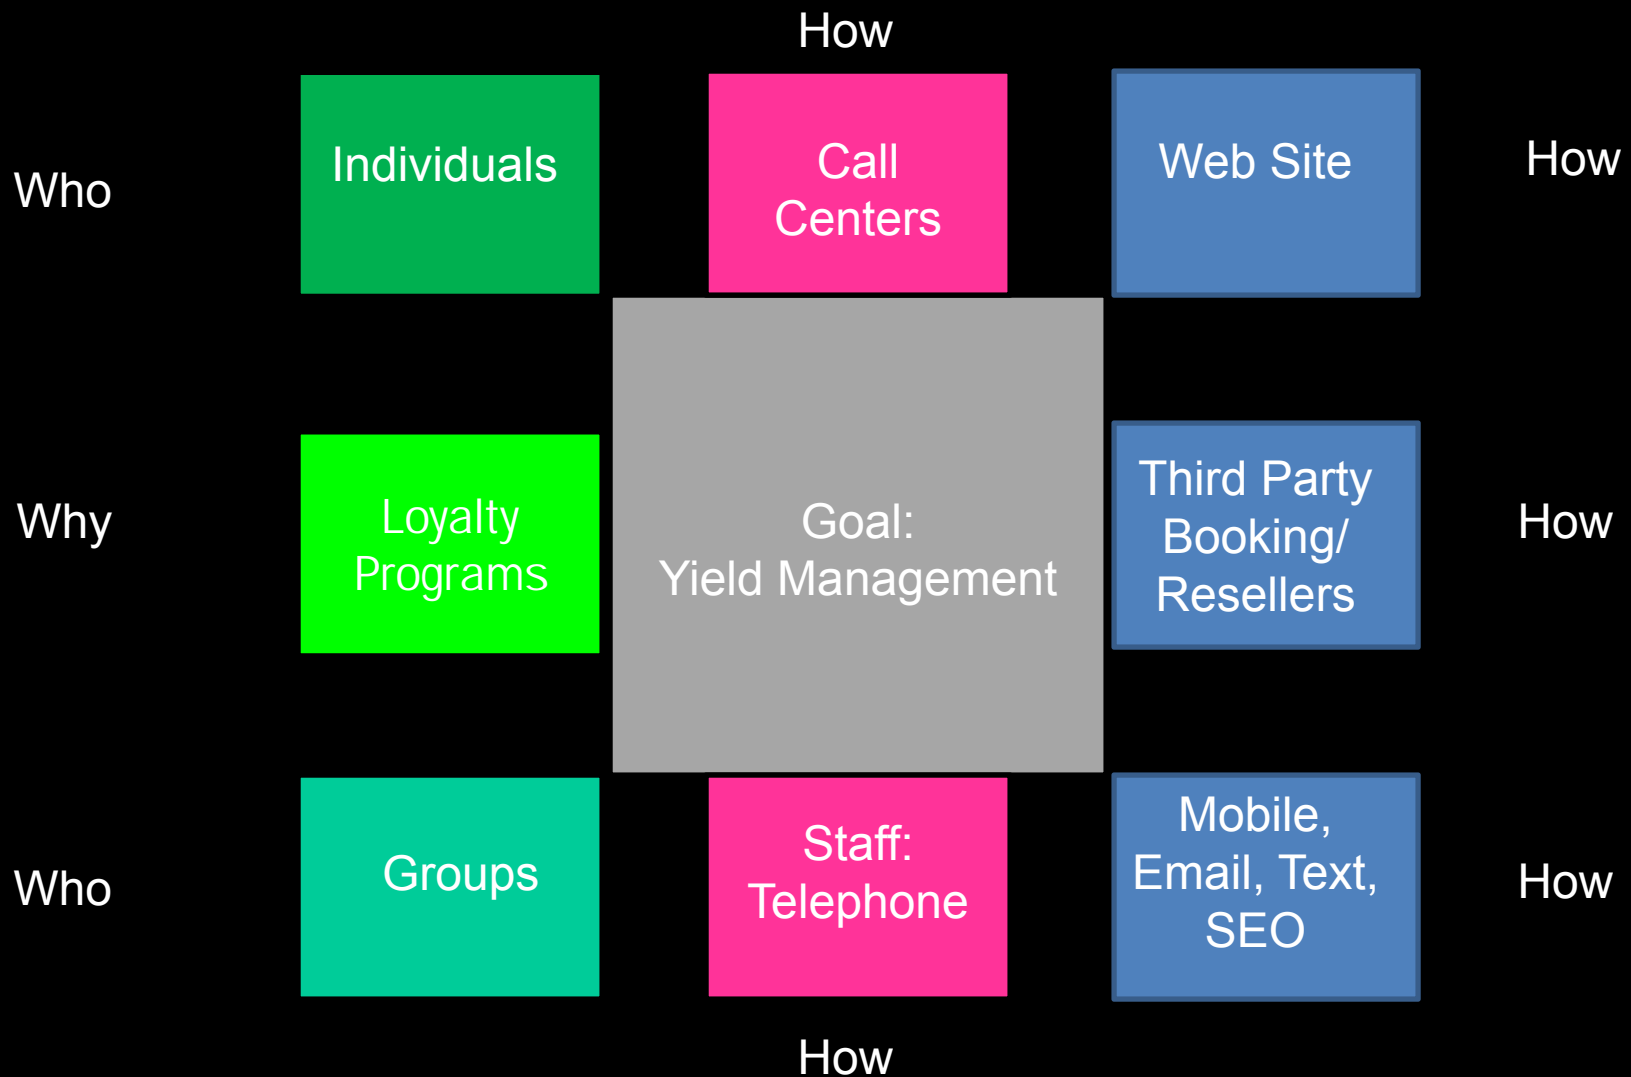 How
Who
Individuals
Call
Centers
Web Site
How
Why
Loyalty
Programs
Goal:
Yield Management
Third Party
Booking/
Resellers
How
Who
Groups
Staff:
Telephone
Mobile,
Email, Text,
SEO
How
How